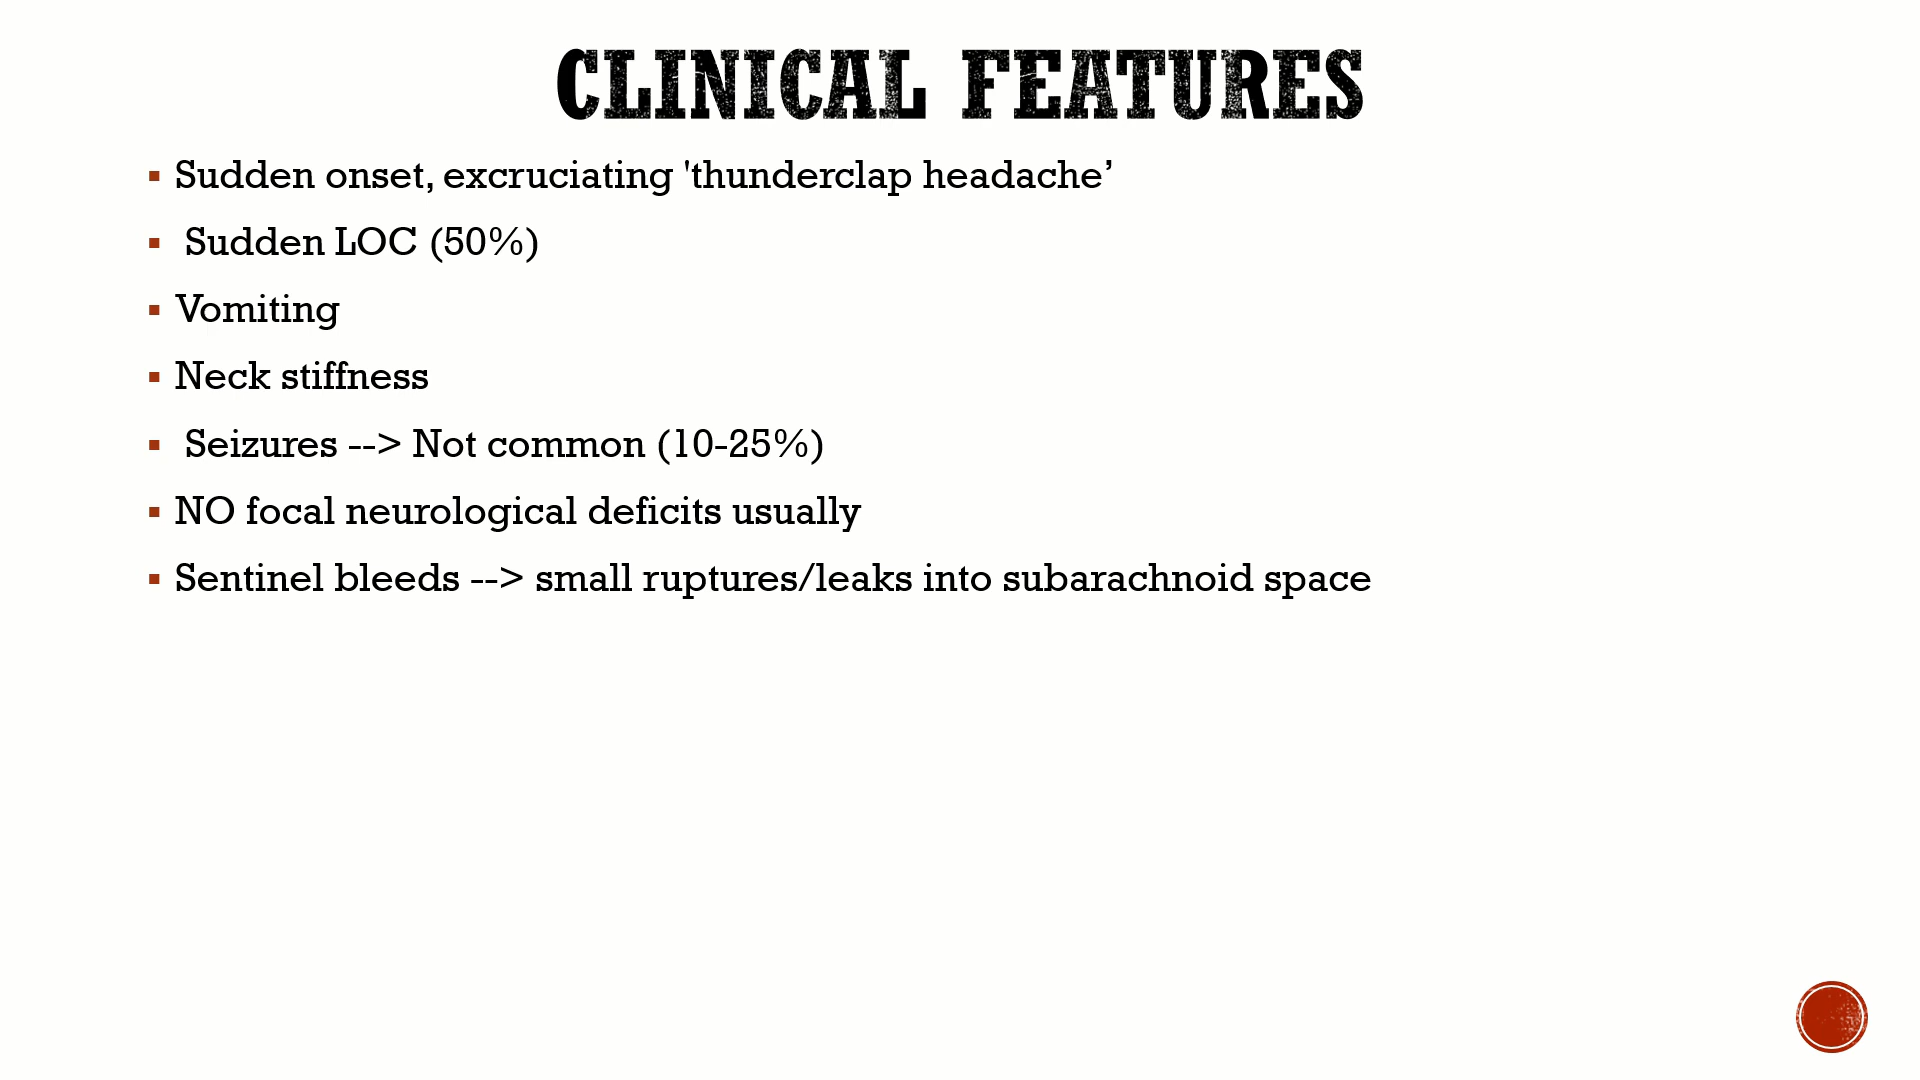 CLINICAL FEATURES
▪ Sudden onset, excruciating 'thunderclap headache’
▪ Sudden LOC (50%)
▪ Vomiting
▪ Neck stiffness
▪ Seizures --> Not common (10-25%)
▪ NO focal neurological deficits usually
▪ Sentinel bleeds --> small ruptures/leaks into subarachnoid space